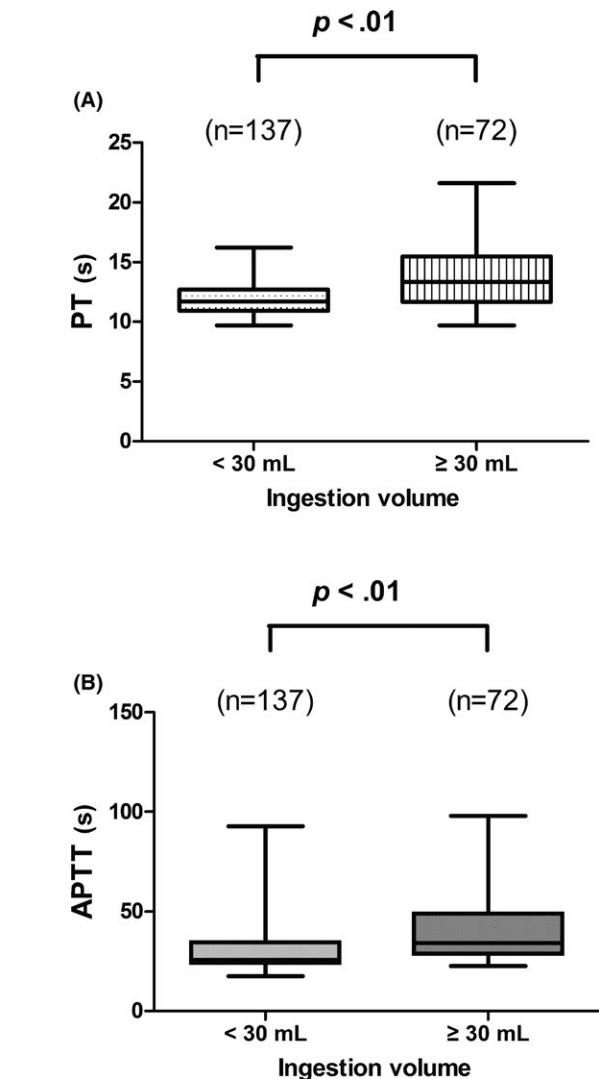 p < .01
(A)
(n=137) (n=72)
25
20
15
10
5
0
PT (s)
< 30 mL ≥ 30 mL
Ingestion volume
p < .01
(B)
(n=137) (n=72)
150
100
50
0
APTT (s)
< 30 mL ≥ 30 mL
Ingestion volume